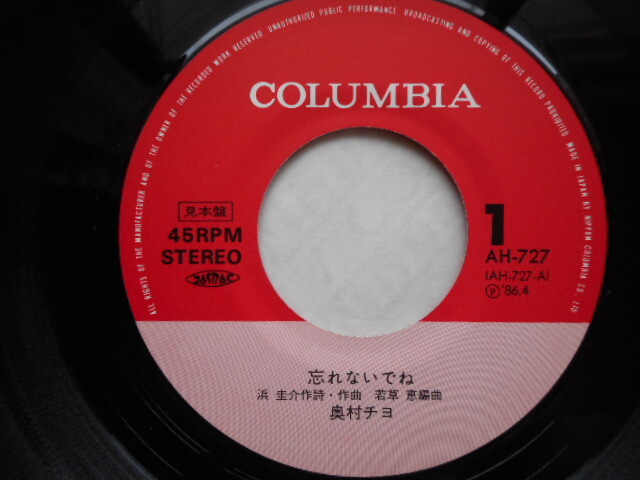 ALL RIGHTS OF THE MANUFACTURER AND OF THE OWNER OF THE RECORDED WORK RESERVED. UNAUTHORIZED PUBLIC PERFORMANCE, BROADCASTING AND COPYING OF THIS RECORD PROHIBITED. MADE IN JAPAN BY NIPPON COLUMBIA CO. LTD
COLUMBIA
見本盤
45RPM
STEREO
JASRAC
1
AH-727
(AH-727-A)
Ⓟ '86.4
忘れないでね
浜 圭介作詩・作曲 若草 恵編曲
奥村チヨ